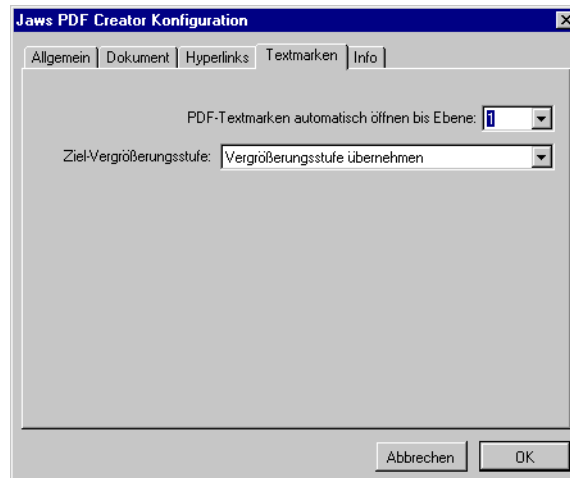 Jaws PDF Creator Konfiguration
Allgemein Dokument Hyperlinks Textmarken Info
PDF-Textmarken automatisch öffnen bis Ebene: 1
Ziel-Vergrößerungsstufe: Vergrößerungsstufe übernehmen
Abbrechen OK